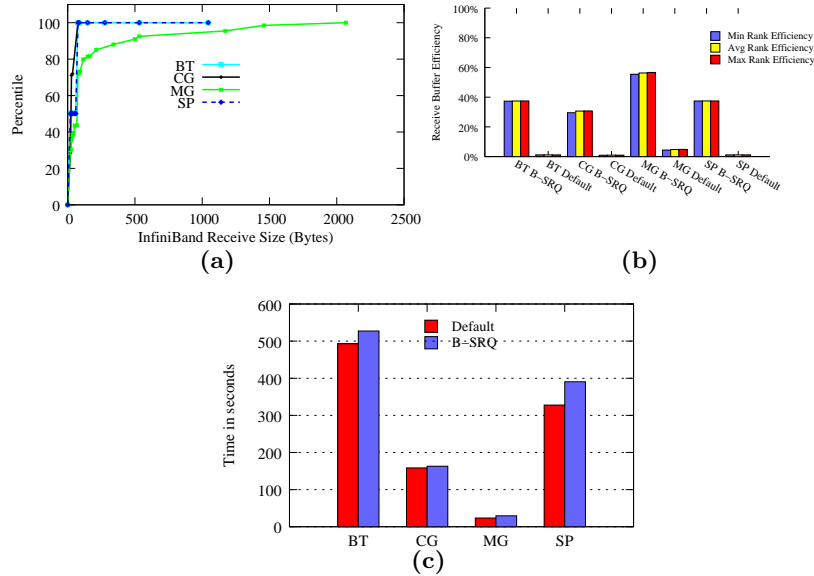 100
80
60
40
20
0
Percentile
BT
CG
MG
SP
0 500 1000 1500 2000 2500
InfiniBand Receive Size (Bytes)
(a)
100%
80%
60%
40%
20%
0%
Receive Buffer Efficiency
Min Rank Efficiency
Avg Rank Efficiency
Max Rank Efficiency
BT B−SRQ
BT Default
CG B−SRQ
CG Default
MG B−SRQ
MG Default
SP B−SRQ
SP Default
(b)
600
500
400
300
200
100
0
Time in seconds
Default
B−SRQ
BT CG MG SP
(c)